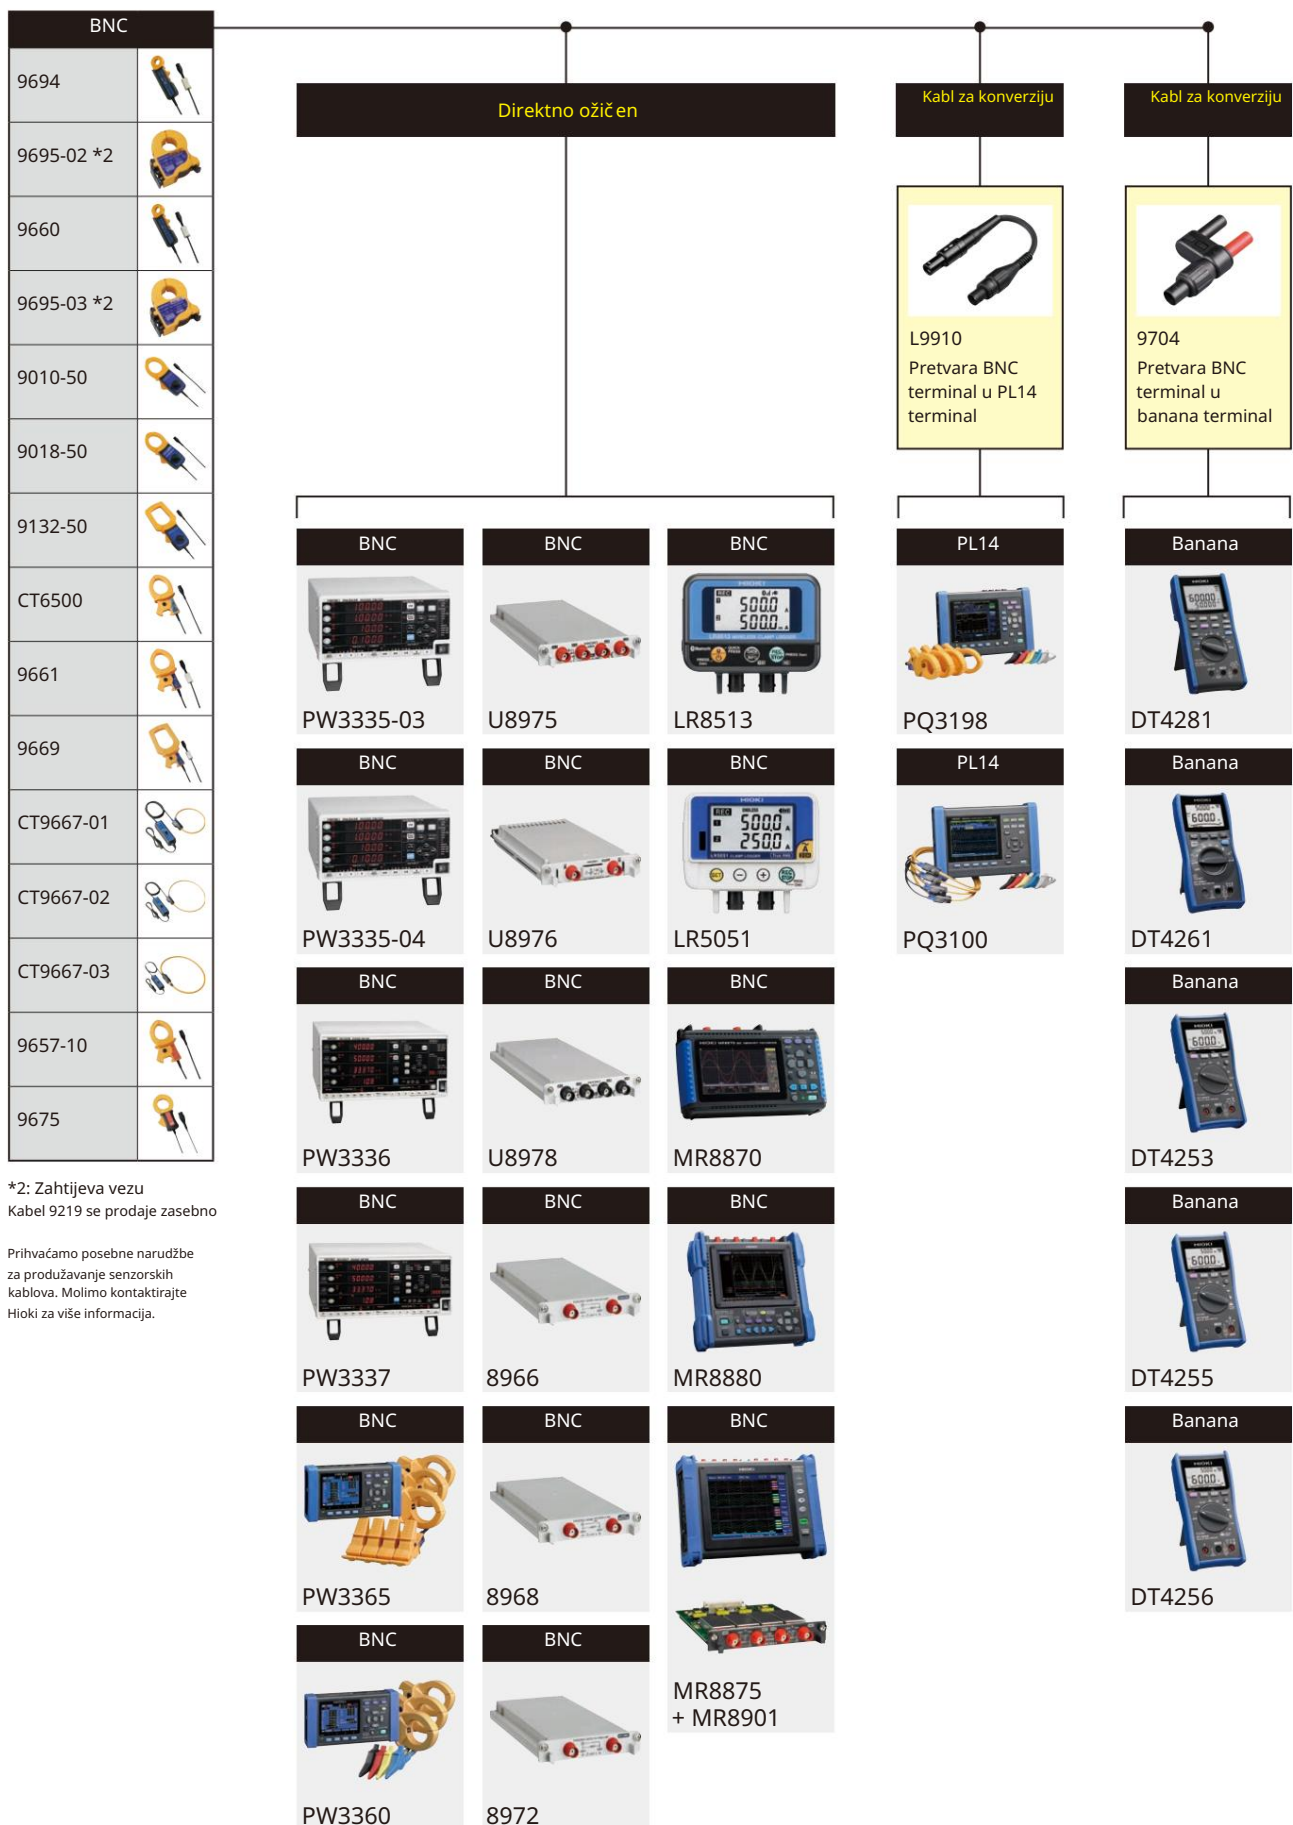 BNC
9694
9695-02 *2
9660
9695-03 *2
9010-50
9018-50
9132-50
CT6500
9661
9669
CT9667-01
CT9667-02
CT9667-03
9657-10
9675
*2: Zahtijeva vezu
Kabel 9219 se prodaje zasebno
Prihvaćamo posebne narudžbe
za produžavanje senzorskih
kablova. Molimo kontaktirajte
Hioki za više informacija.
Direktno ožičen
Kabl za konverziju
Kabl za konverziju
L9910
Pretvara BNC
terminal u PL14
terminal
9704
Pretvara BNC
terminal u
banana terminal
BNC
BNC
BNC
PL14
Banana
PW3335-03
U8975
LR8513
PQ3198
DT4281
BNC
BNC
BNC
PL14
Banana
PW3335-04
U8976
LR5051
PQ3100
DT4261
BNC
BNC
BNC
Banana
PW3336
U8978
MR8870
DT4253
BNC
BNC
BNC
Banana
PW3337
8966
MR8880
DT4255
BNC
BNC
BNC
Banana
PW3365
8968
DT4256
BNC
BNC
MR8875
+ MR8901
PW3360
8972